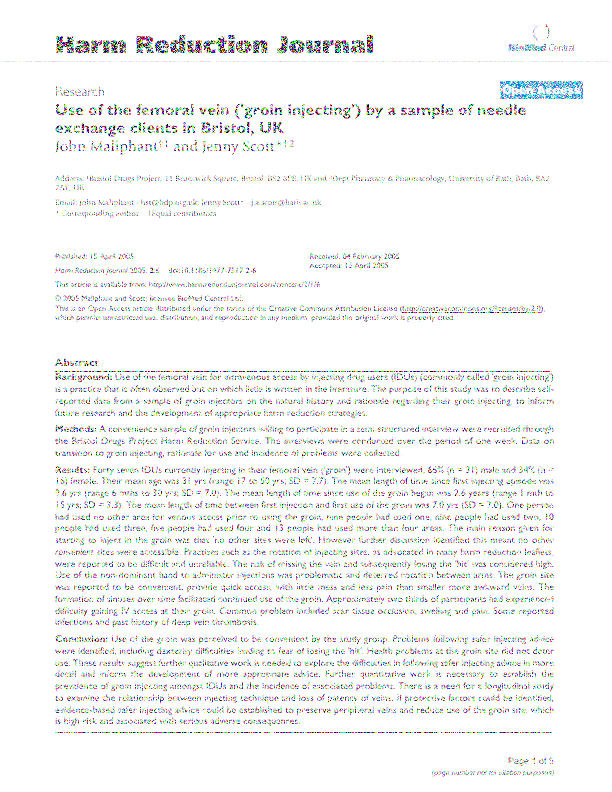 Harm Reduction Journal
BioMed Central
Research
Open Access
Use of the femoral vein ('groin injecting') by a sample of needle
exchange clients in Bristol, UK
John Maliphant and Jenny Scott
Address: Bristol Drugs Project, 11 Brunswick Square, Bristol and Dept Pharmacy & Pharmacology, University of Bath, Bath, BA2
UK
Email: John Maliphant Jenny Scott
* Corresponding author †Equal contributors
Published: 15 April 2005
Received: 04 February 2005
Accepted: 15 April 2005
Harm Reduction Journal 2005, 2:6
This article is available from:
© 2005 Maliphant and Scott; licensee BioMed Central Ltd.
This is an Open Access article distributed under the terms of the Creative Commons Attribution License
which permits unrestricted use, distribution, and reproduction in any medium, provided the original work is properly cited.
Abstract
Background: Use of the femoral vein for intravenous access by injecting drug users (IDUs) (commonly called 'groin injecting')
is a practice that is often observed but on which little is written in the literature. The purpose of this study was to describe self-
reported data from a sample of groin injectors on the natural history and rationale regarding their groin injecting, to inform
future research and the development of appropriate harm reduction strategies.
Methods: A convenience sample of groin injectors willing to participate in a semi-structured interview were recruited through
the Bristol Drugs Project Harm Reduction Service. The interviews were conducted over the period of one week. Data on
transition to groin injecting, rationale for use and incidence of problems were collected.
Results: Forty seven IDUs currently injecting in their femoral vein ('groin') were interviewed, 66% (n = 31) male and 34% (n =
16) female. Their mean age was 31 yrs (range 17 to 50 yrs; SD = 7.7). The mean length of time since first injecting episode was
9.6 yrs (range 6 mths to 30 yrs; SD = 7.0). The mean length of time since use of the groin began was 2.6 years (range 1 mth to
15 yrs; SD = 3.3). The mean length of time between first injection and first use of the groin was 7.0 yrs (SD = 7.0). One person
had used no other area for venous access prior to using the groin, nine people had used one, nine people had used two, 10
people had used three, five people had used four and 13 people had used more than four areas. The main reason given for
starting to inject in the groin was that 'no other sites were left'. However further discussion identified this meant no other
convenient sites were accessible. Practices such as the rotation of injecting sites, as advocated in many harm reduction leaflets,
were reported to be difficult and unreliable. The risk of missing the vein and subsequently losing the 'hit' was considered high.
Use of the non-dominant hand to administer injections was problematic and deterred rotation between arms. The groin site
was reported to be convenient, provide quick access, with less mess and less pain than smaller more awkward veins. The
formation of sinuses over time facilitated continued use of the groin. Approximately two thirds of participants had experienced
difficulty gaining IV access at their groin. Common problems included scar tissue occlusion, swelling and pain. Some reported
infections and past history of deep vein thrombosis.
Conclusion: Use of the groin was perceived to be convenient by the study group. Problems following safer injecting advice
were identified, including dexterity difficulties leading to fear of losing the 'hit'. Health problems at the groin site did not deter
use. These results suggest further qualitative work is needed to explore the difficulties in following safer injecting advice in more
detail and inform the development of more appropriate advice. Further quantitative work is necessary to establish the
prevalence of groin injecting amongst IDUs and the incidence of associated problems. There is a need for a longitudinal study
to examine the relationship between injecting technique and loss of patency of veins. If protective factors could be identified,
evidence-based safer injecting advice could be established to preserve peripheral veins and reduce use of the groin site, which
is high risk and associated with serious adverse consequences.
Page 1 of 8
(page number not for citation purposes)